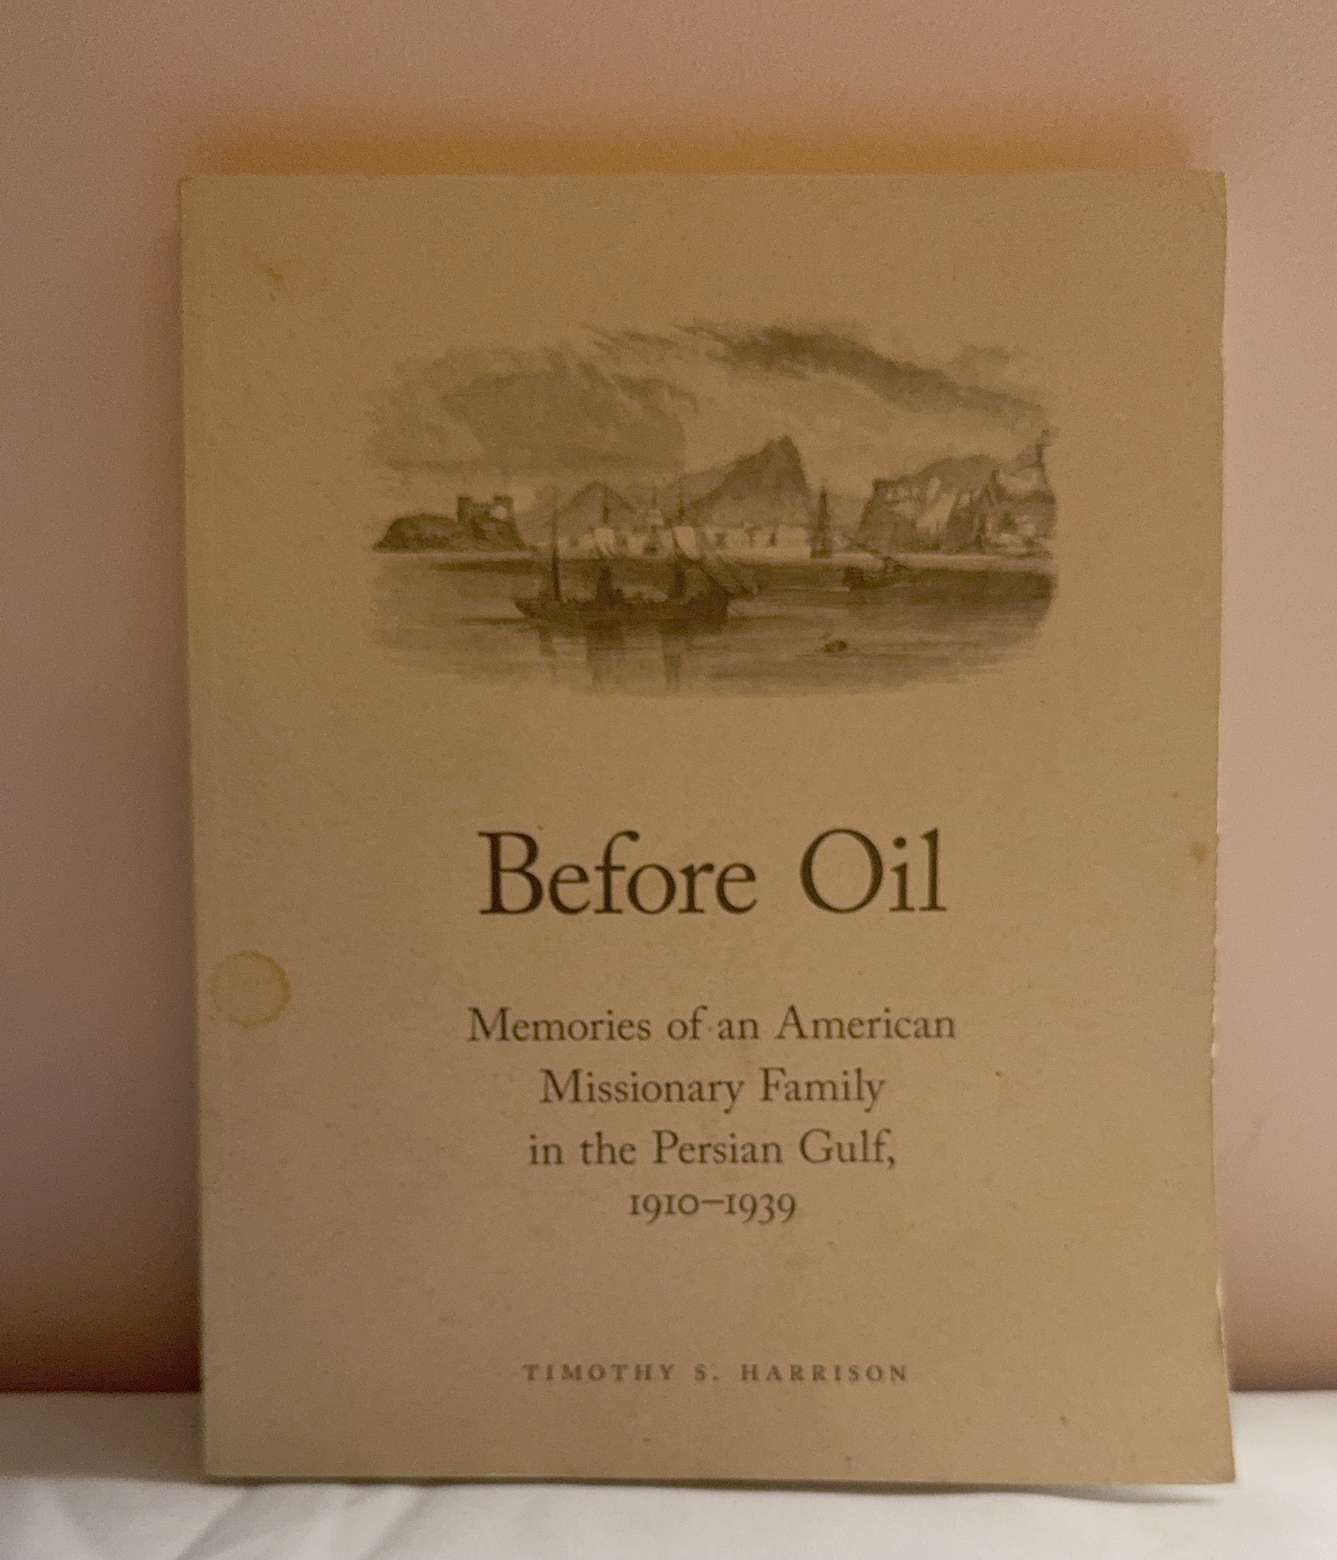 Before Oil
Memories of an American
Missionary Family
in the Persian Gulf,
1910–1939
TIMOTHY S. HARRISON